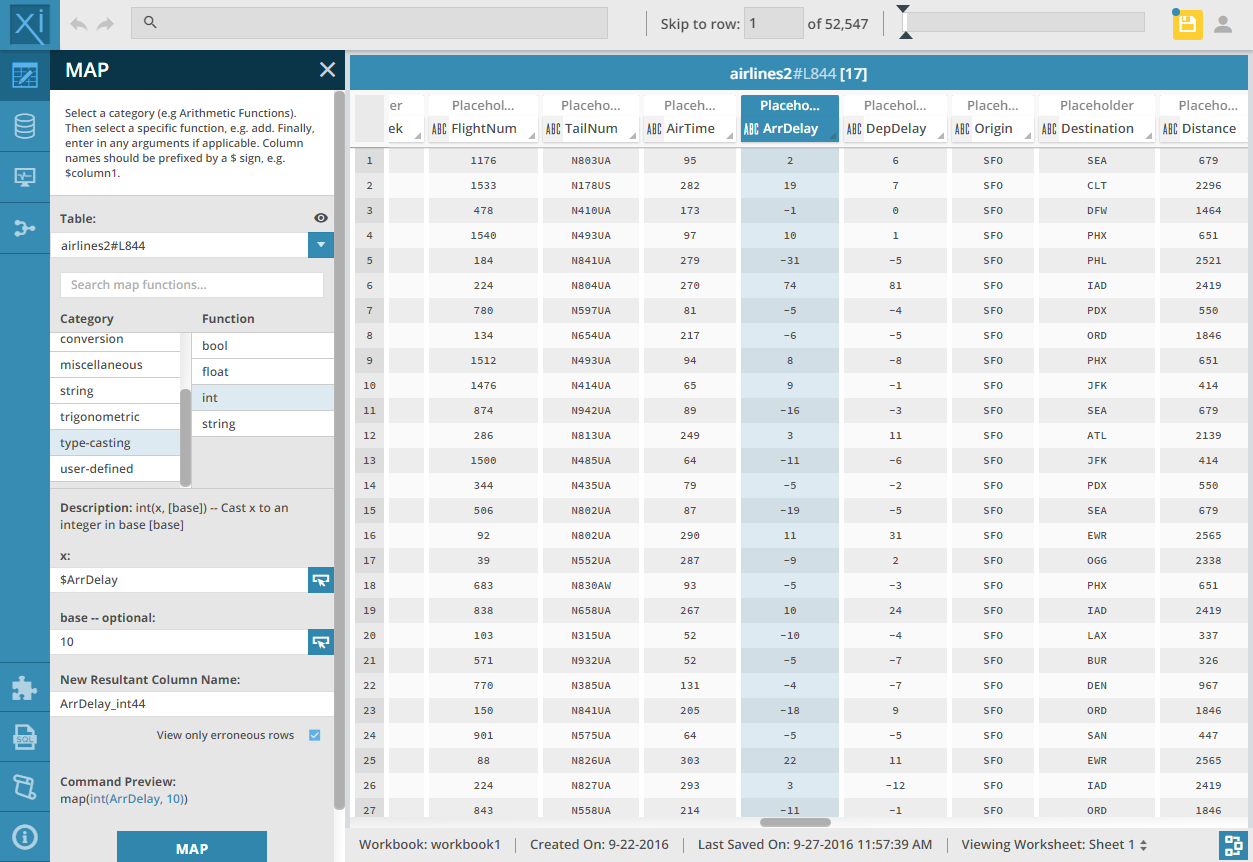 Xi
Skip to row: 1 of 52,547
MAP
Select a category (e.g Arithmetic Functions).
Then select a specific function, e.g. add. Finally,
enter in any arguments if applicable. Column
names should be prefixed by a $ sign, e.g.
$column1.
Table:
airlines2#L844
Search map functions...
Category Function
conversion
miscellaneous
string
trigonometric
type-casting
user-defined
bool
float
int
string
Description: int(x, [base]) -- Cast x to an
integer in base [base]
x:
$ArrDelay
base -- optional:
10
New Resultant Column Name:
ArrDelay_int44
View only erroneous rows
Command Preview:
map(int(ArrDelay, 10))
MAP
SQL
airlines2#L844 [17]
er Placehol... Placeho... Placeh... Placeho... Placehol... Placeh... Placeholder Placeho...
ek ABC FlightNum ABC TailNum ABC AirTime ABC ArrDelay ABC DepDelay ABC Origin ABC Destination ABC Distance
1 1176 N803UA 95 2 6 SFO SEA 679
2 1533 N178US 282 19 7 SFO CLT 2296
3 478 N410UA 173 -1 0 SFO DFW 1464
4 1540 N493UA 97 10 1 SFO PHX 651
5 184 N841UA 279 -31 -5 SFO PHL 2521
6 224 N804UA 270 74 81 SFO IAD 2419
7 780 N597UA 81 -5 -4 SFO PDX 550
8 134 N654UA 217 -6 -5 SFO ORD 1846
9 1512 N493UA 94 8 -8 SFO PHX 651
10 1476 N414UA 65 9 -1 SFO JFK 414
11 874 N942UA 89 -16 -3 SFO SEA 679
12 286 N813UA 249 3 11 SFO ATL 2139
13 1500 N485UA 64 -11 -6 SFO JFK 414
14 344 N435UA 79 -5 -2 SFO PDX 550
15 506 N802UA 87 -19 -5 SFO SEA 679
16 92 N802UA 290 11 31 SFO EWR 2565
17 39 N552UA 287 -9 2 SFO OGG 2338
18 683 N830AW 93 -5 -3 SFO PHX 651
19 838 N658UA 267 10 24 SFO IAD 2419
20 103 N315UA 52 -10 -4 SFO LAX 337
21 571 N932UA 52 -5 -7 SFO BUR 326
22 770 N385UA 131 -4 -7 SFO DEN 967
23 150 N841UA 205 -18 9 SFO ORD 1846
24 901 N575UA 64 -5 -5 SFO SAN 447
25 88 N826UA 303 22 11 SFO EWR 2565
26 224 N827UA 293 3 -12 SFO IAD 2419
27 843 N558UA 214 -11 -1 SFO ORD 1846
Workbook: workbook1 Created On: 9-22-2016 Last Saved On: 9-27-2016 11:57:39 AM Viewing Worksheet: Sheet 1